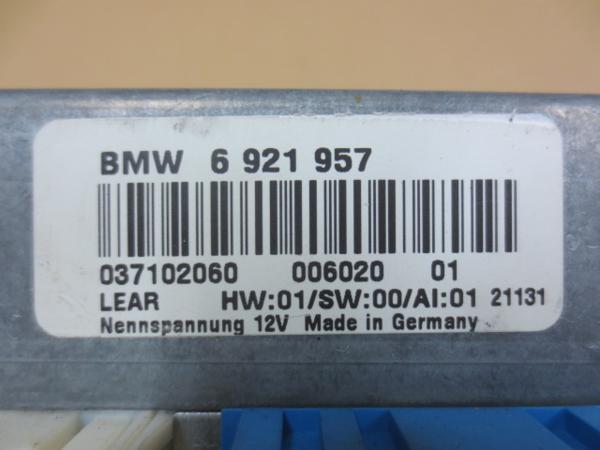 BMW 6 921 957
037102060 006020 01
LEAR HW:01/SW:00/AI:01 21131
Nennspannung 12V Made in Germany